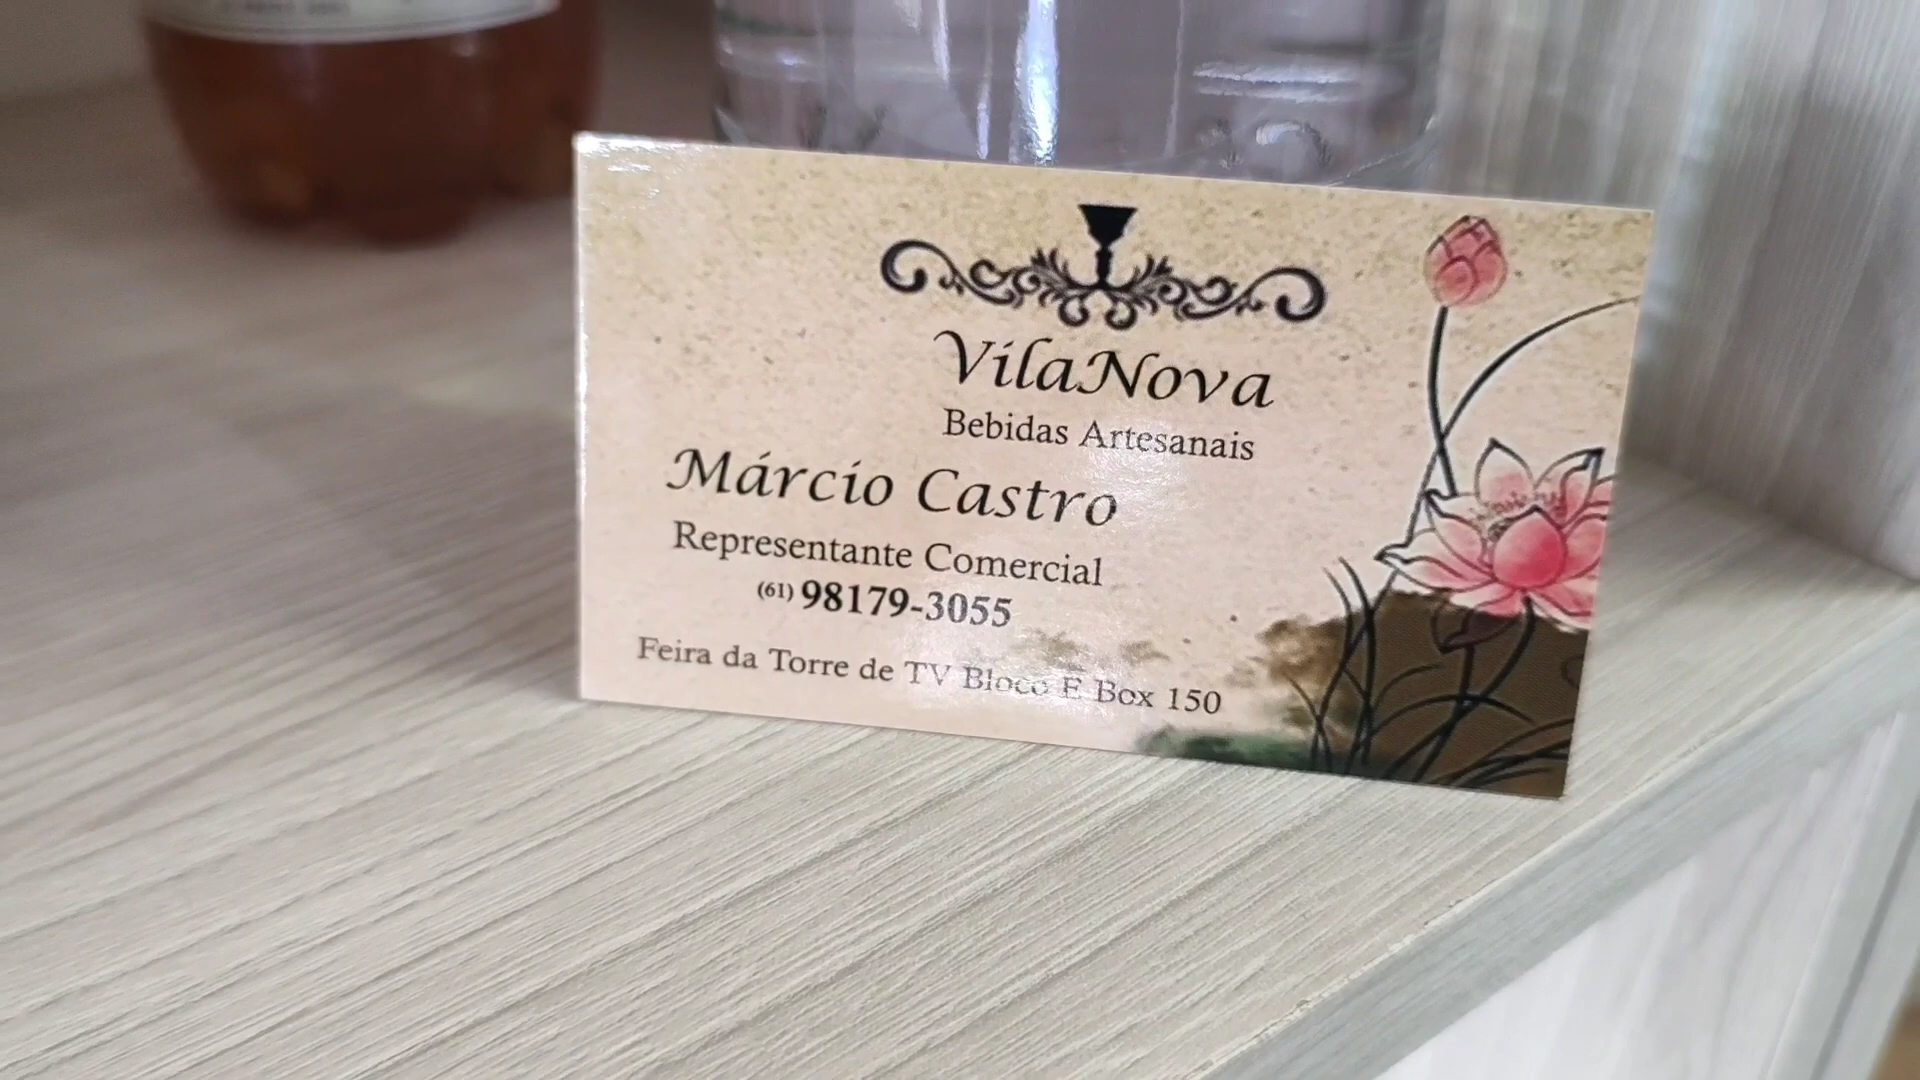 VilaNova
Bebidas Artesanais
Márcio Castro
Representante Comercial
(61) 98179-3055
Feira da Torre de TV Bloco E Box 150